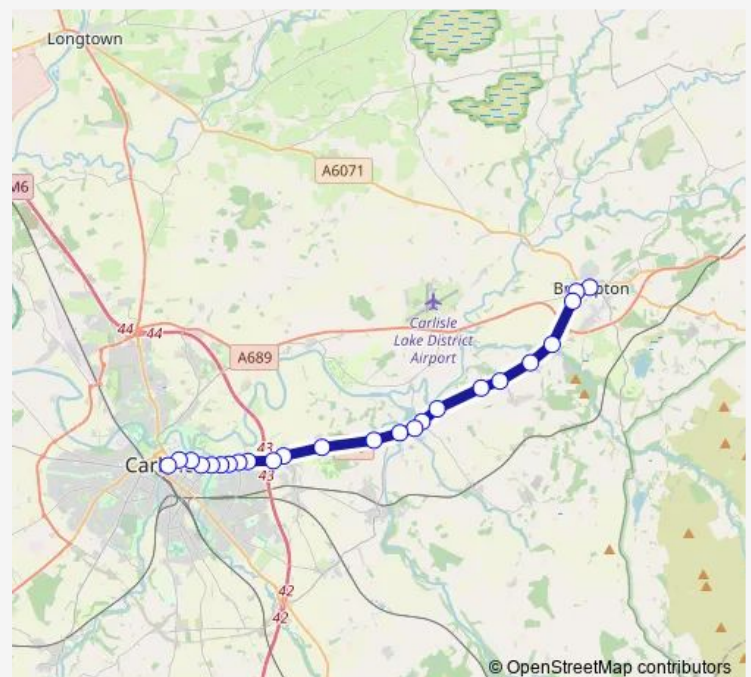 Longtown
A6071
M6
Carlisle
Lake District
Airport
44
44
A689
43
43
42
42
© OpenStreetMap contributors